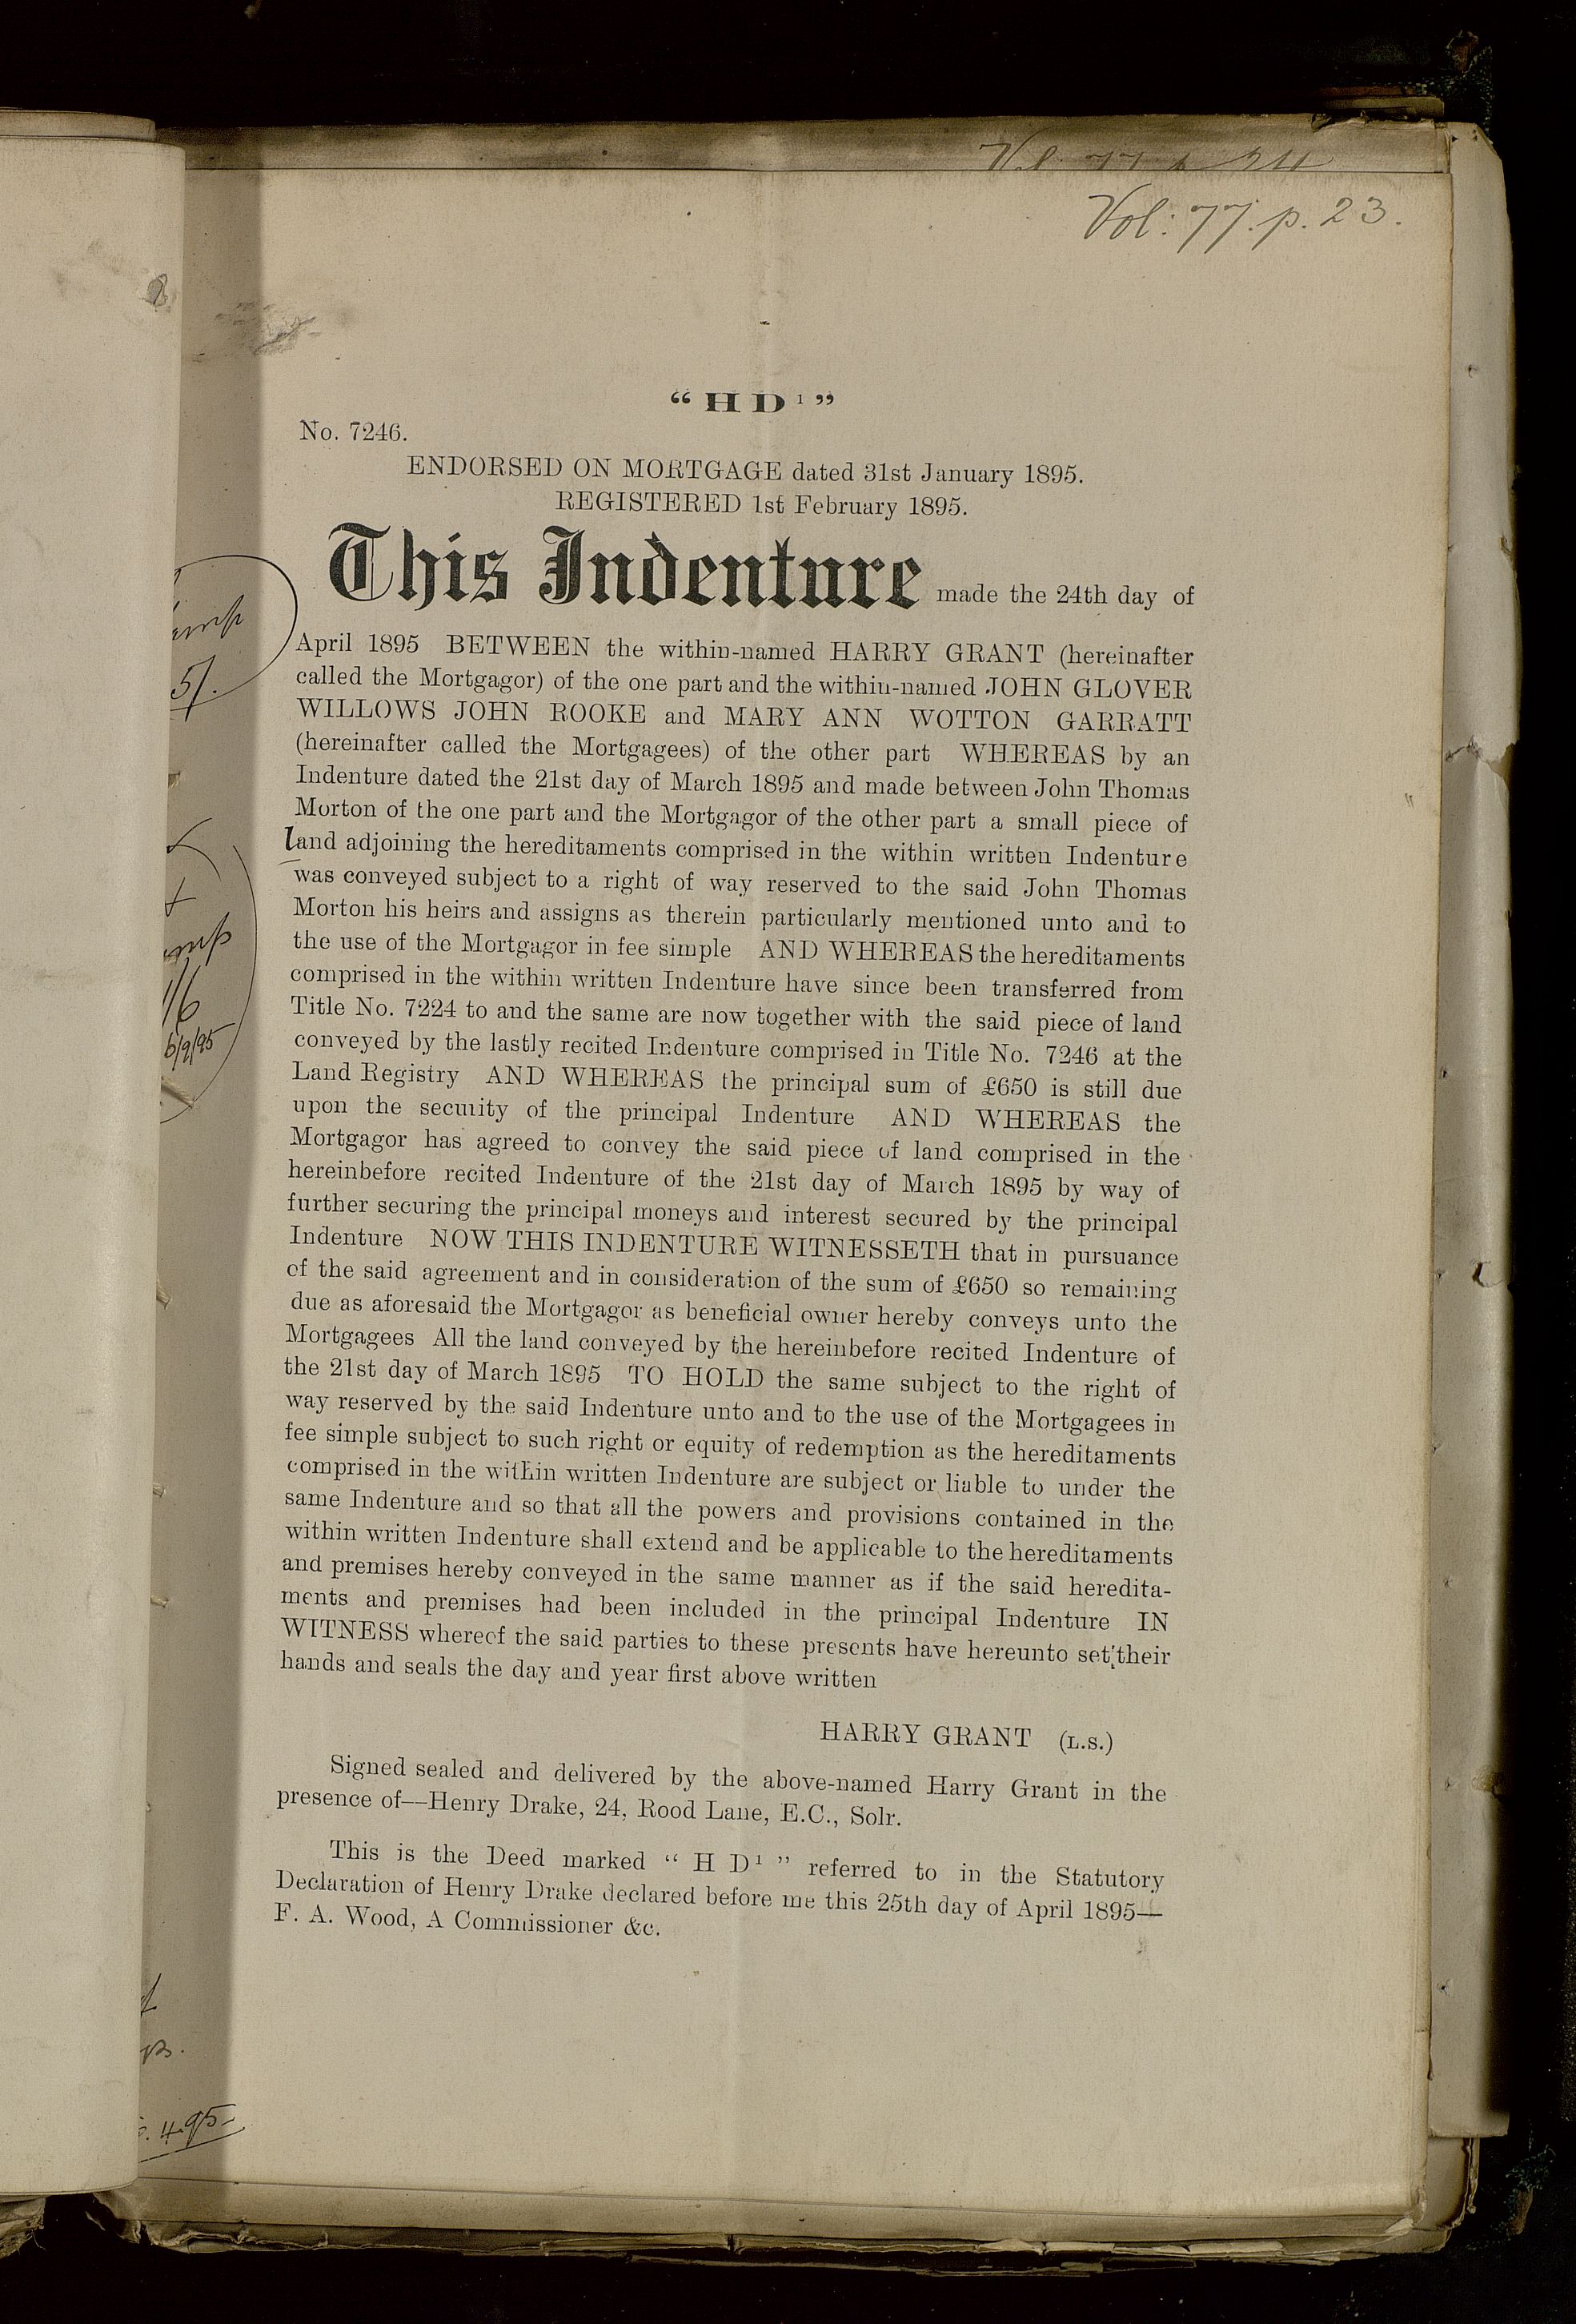 Vol: 77. p. 23.
“ H D ¹ ”
No. 7246.
ENDORSED ON MORTGAGE dated 31st January 1895.
REGISTERED 1st February 1895.
This Indenture made the 24th day of
April 1895 BETWEEN the within-named HARRY GRANT (hereinafter
called the Mortgagor) of the one part and the within-named JOHN GLOVER
WILLOWS JOHN ROOKE and MARY ANN WOTTON GARRATT
(hereinafter called the Mortgagees) of the other part WHEREAS by an
Indenture dated the 21st day of March 1895 and made between John Thomas
Morton of the one part and the Mortgagor of the other part a small piece of
land adjoining the hereditaments comprised in the within written Indenture
was conveyed subject to a right of way reserved to the said John Thomas
Morton his heirs and assigns as therein particularly mentioned unto and to
the use of the Mortgagor in fee simple AND WHEREAS the hereditaments
comprised in the within written Indenture have since been transferred from
Title No. 7224 to and the same are now together with the said piece of land
conveyed by the lastly recited Indenture comprised in Title No. 7246 at the
Land Registry AND WHEREAS the principal sum of £650 is still due
upon the security of the principal Indenture AND WHEREAS the
Mortgagor has agreed to convey the said piece of land comprised in the
hereinbefore recited Indenture of the 21st day of March 1895 by way of
further securing the principal moneys and interest secured by the principal
Indenture NOW THIS INDENTURE WITNESSETH that in pursuance
of the said agreement and in consideration of the sum of £650 so remaining
due as aforesaid the Mortgagor as beneficial owner hereby conveys unto the
Mortgagees All the land conveyed by the hereinbefore recited Indenture of
the 21st day of March 1895 TO HOLD the same subject to the right of
way reserved by the said Indenture unto and to the use of the Mortgagees in
fee simple subject to such right or equity of redemption as the hereditaments
comprised in the within written Indenture are subject or liable to under the
same Indenture and so that all the powers and provisions contained in the
within written Indenture shall extend and be applicable to the hereditaments
and premises hereby conveyed in the same manner as if the said heredita-
ments and premises had been included in the principal Indenture IN
WITNESS whereof the said parties to these presents have hereunto set their
hands and seals the day and year first above written
HARRY GRANT (L.S.)
Signed sealed and delivered by the above-named Harry Grant in the
presence of—Henry Drake, 24, Rood Lane, E.C., Solr.
This is the Deed marked “ H D ¹ ” referred to in the Statutory
Declaration of Henry Drake declared before me this 25th day of April 1895—
F. A. Wood, A Commissioner &c.